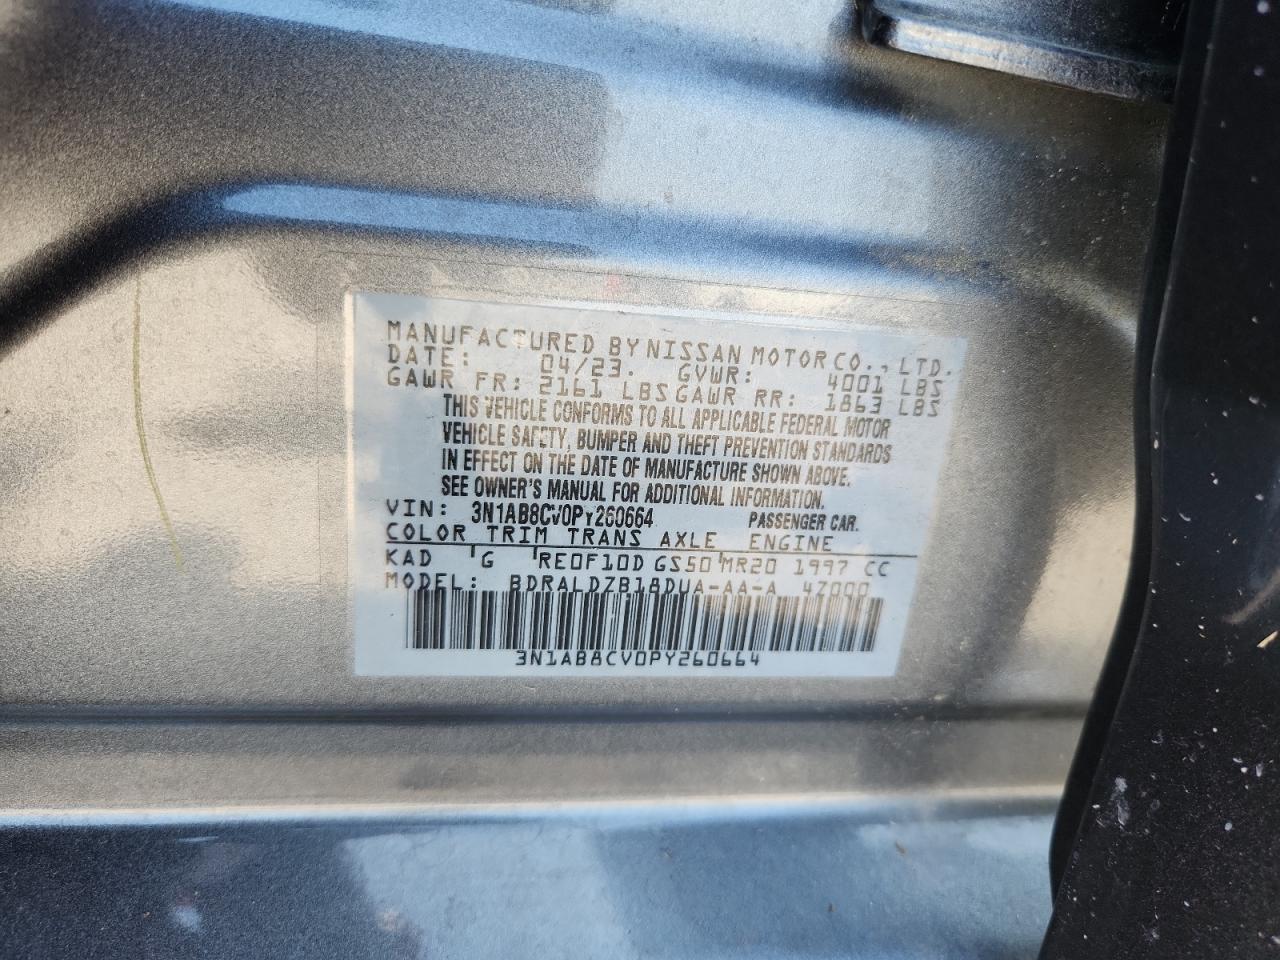 MANUFACTURED BY NISSAN MOTOR CO., LTD.
DATE: 04/23. GVWR: 4001 LBS
GAWR FR: 2161 LBS GAWR RR: 1863 LBS
THIS VEHICLE CONFORMS TO ALL APPLICABLE FEDERAL MOTOR
VEHICLE SAFETY, BUMPER AND THEFT PREVENTION STANDARDS
IN EFFECT ON THE DATE OF MANUFACTURE SHOWN ABOVE.
SEE OWNER'S MANUAL FOR ADDITIONAL INFORMATION.
VIN: 3N1AB8CV0PY260664 PASSENGER CAR.
COLOR TRIM TRANS AXLE ENGINE
KAD G RE0F10D GS50 MR20 1997 CC
MODEL: BDRALDZB18DUA-AA-A 4Z000
3N1AB8CV0PY260664